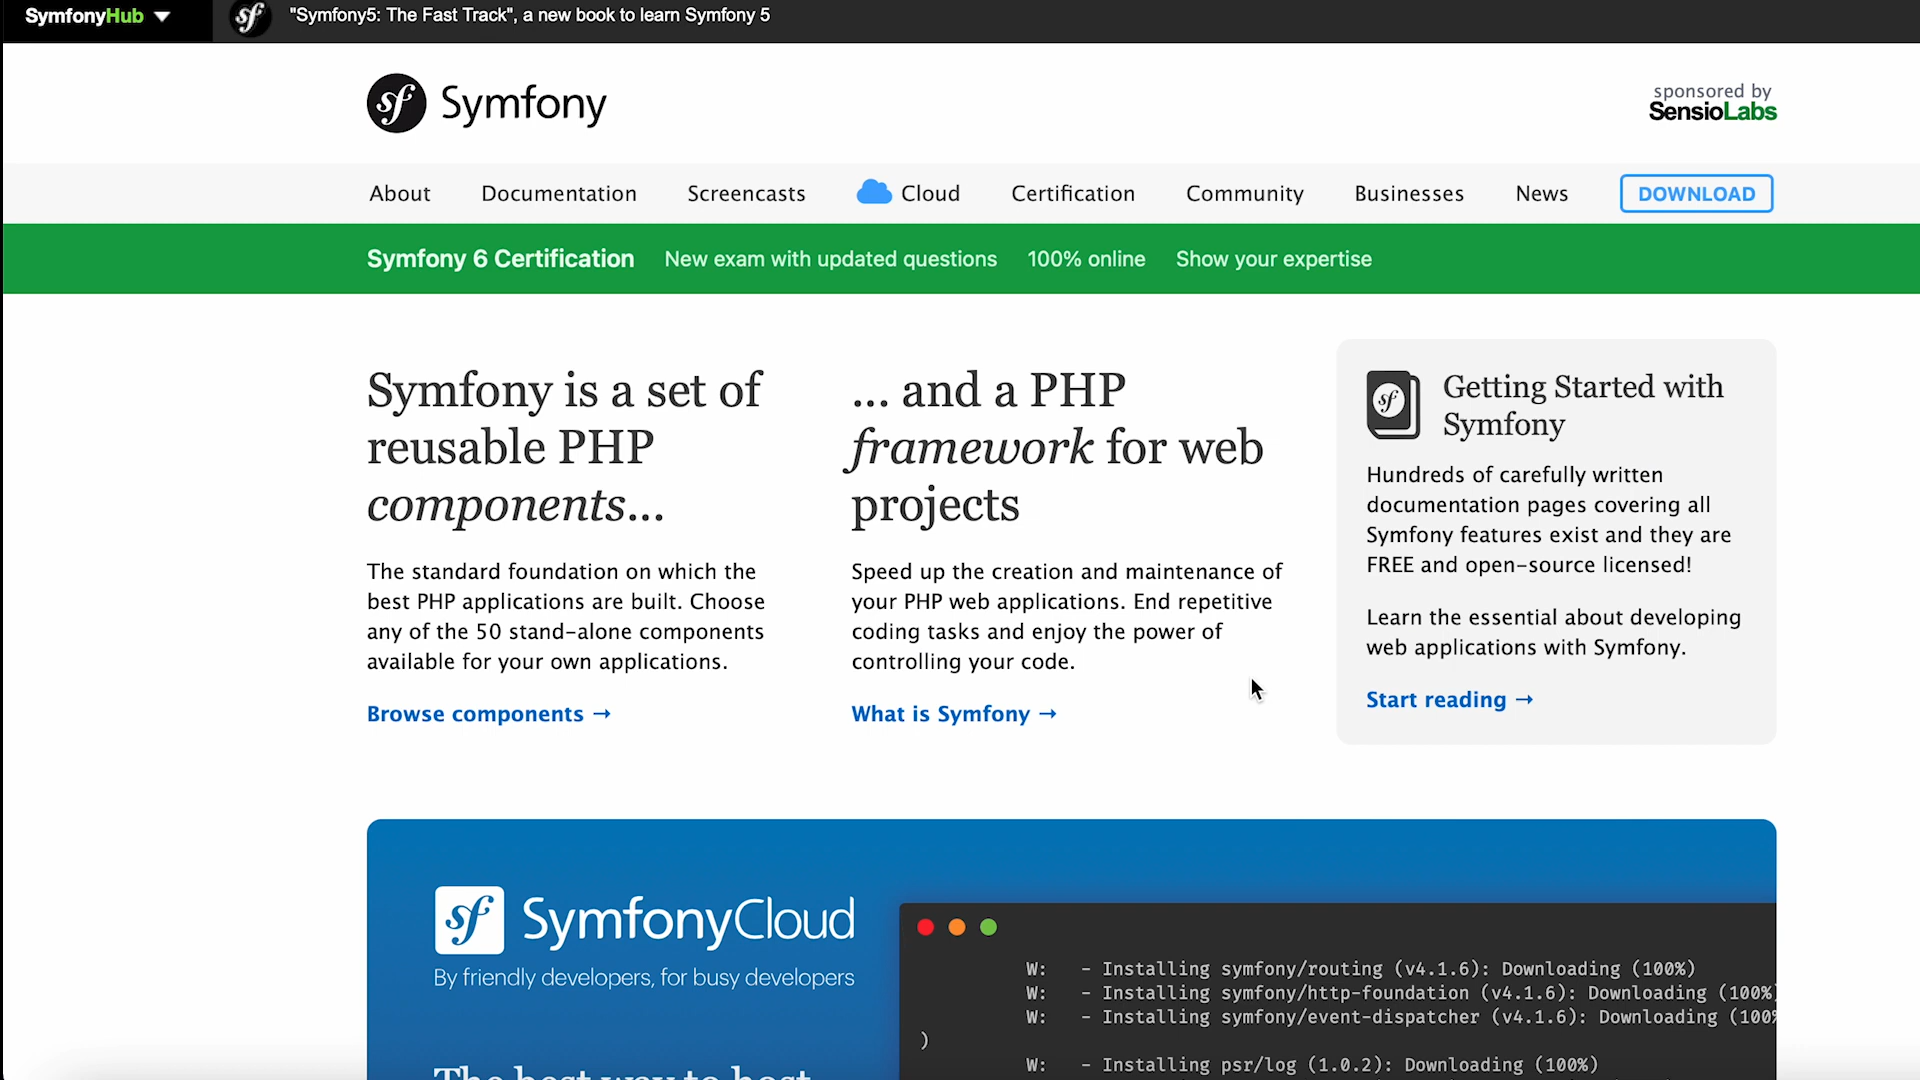 SymfonyHub
"Symfony5: The Fast Track", a new book to learn Symfony 5
sf Symfony
sponsored by
SensioLabs
About Documentation Screencasts Cloud Certification Community Businesses News DOWNLOAD
Symfony 6 Certification New exam with updated questions 100% online Show your expertise
Symfony is a set of
reusable PHP
components...
The standard foundation on which the
best PHP applications are built. Choose
any of the 50 stand-alone components
available for your own applications.
Browse components →
... and a PHP
framework for web
projects
Speed up the creation and maintenance of
your PHP web applications. End repetitive
coding tasks and enjoy the power of
controlling your code.
What is Symfony →
Getting Started with
Symfony
Hundreds of carefully written
documentation pages covering all
Symfony features exist and they are
FREE and open-source licensed!
Learn the essential about developing
web applications with Symfony.
Start reading →
sf SymfonyCloud
By friendly developers, for busy developers
The best way to host
W: - Installing symfony/routing (v4.1.6): Downloading (100%)
W: - Installing symfony/http-foundation (v4.1.6): Downloading (100%
W: - Installing symfony/event-dispatcher (v4.1.6): Downloading (100%
)
W: - Installing psr/log (1.0.2): Downloading (100%)